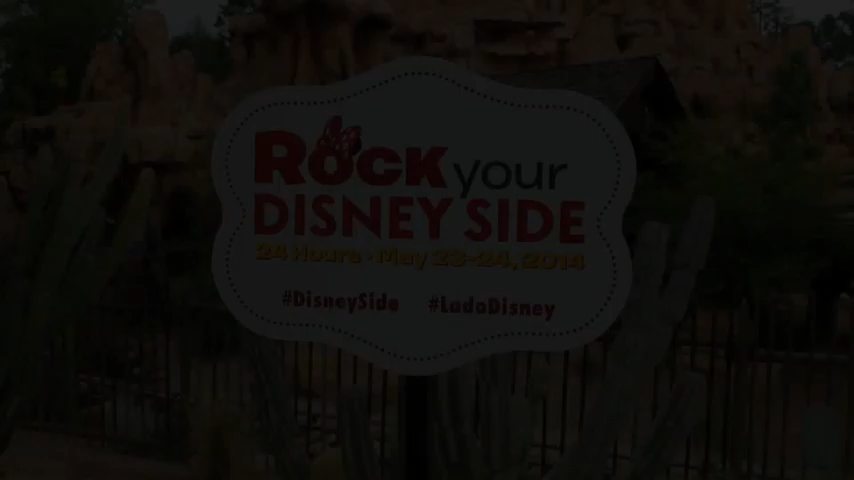 ROCK your
DISNEY SIDE
24 Hours • May 23-24, 2014
#DisneySide #LadoDisney